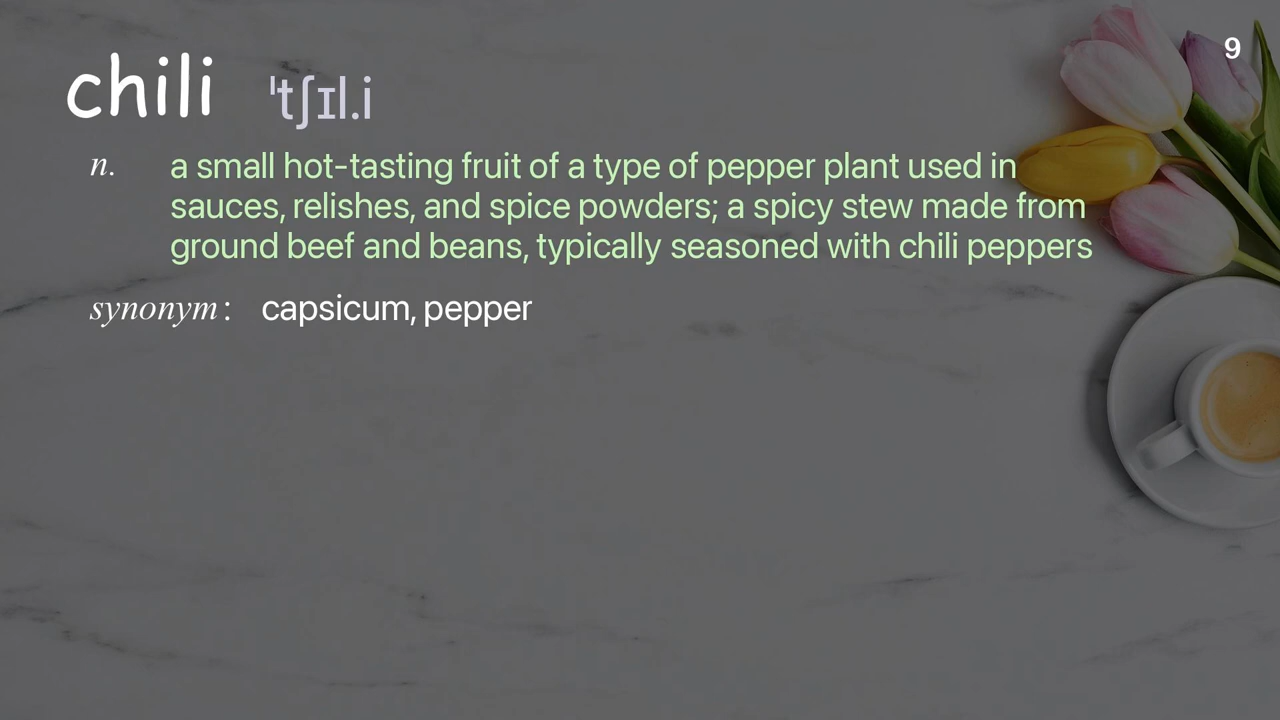 9
chili ˈtʃɪl.i
n. a small hot-tasting fruit of a type of pepper plant used in
sauces, relishes, and spice powders; a spicy stew made from
ground beef and beans, typically seasoned with chili peppers
synonym: capsicum, pepper